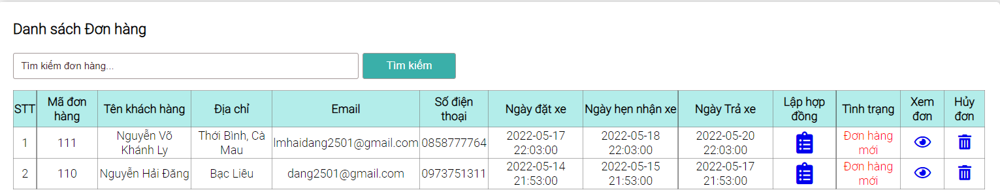 Danh sách Đơn hàng
Tìm kiếm đơn hàng...
Tìm kiếm
STT Mã đơn hàng Tên khách hàng Địa chỉ Email Số điện thoại Ngày đặt xe Ngày hẹn nhận xe Ngày Trả xe Lập hợp đồng Tình trạng Xem đơn Hủy đơn
1 111 Nguyễn Võ Khánh Ly Thới Bình, Cà Mau lmhaidang2501@gmail.com 0858777764 2022-05-17 22:03:00 2022-05-18 22:03:00 2022-05-20 22:03:00 Đơn hàng mới
2 110 Nguyễn Hải Đăng Bạc Liêu dang2501@gmail.com 0973751311 2022-05-14 21:53:00 2022-05-15 21:53:00 2022-05-17 21:53:00 Đơn hàng mới